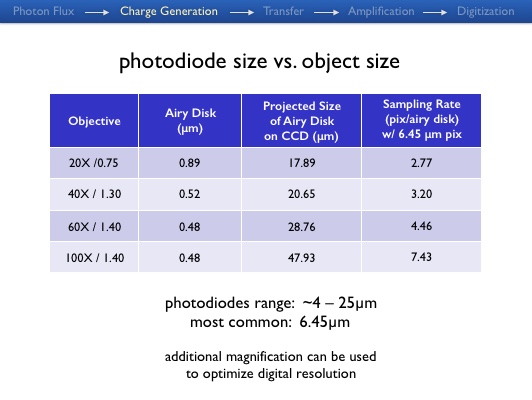 Photon Flux → Charge Generation → Transfer → Amplification → Digitization
photodiode size vs. object size
Objective
Airy Disk
(µm)
Projected Size
of Airy Disk
on CCD (µm)
Sampling Rate
(pix/airy disk)
w/ 6.45 µm pix
20X /0.75 0.89 17.89 2.77
40X / 1.30 0.52 20.65 3.20
60X / 1.40 0.48 28.76 4.46
100X / 1.40 0.48 47.93 7.43
photodiodes range: ~4 – 25µm
most common: 6.45µm
additional magnification can be used
to optimize digital resolution